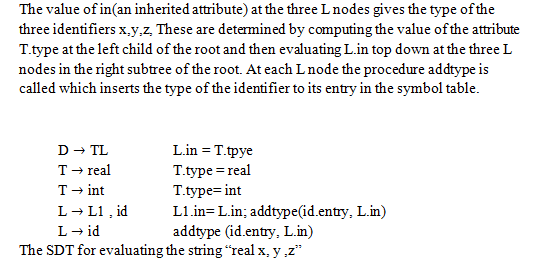 The value of in(an inherited attribute) at the three L nodes gives the type of the
three identifiers x,y,z, These are determined by computing the value of the attribute
T.type at the left child of the root and then evaluating L.in top down at the three L
nodes in the right subtree of the root. At each L node the procedure addtype is
called which inserts the type of the identifier to its entry in the symbol table.
D → TL L.in = T.tpye
T → real T.type = real
T → int T.type= int
L → L1 , id L1.in= L.in; addtype(id.entry, L.in)
L → id addtype (id.entry, L.in)
The SDT for evaluating the string “real x, y ,z”